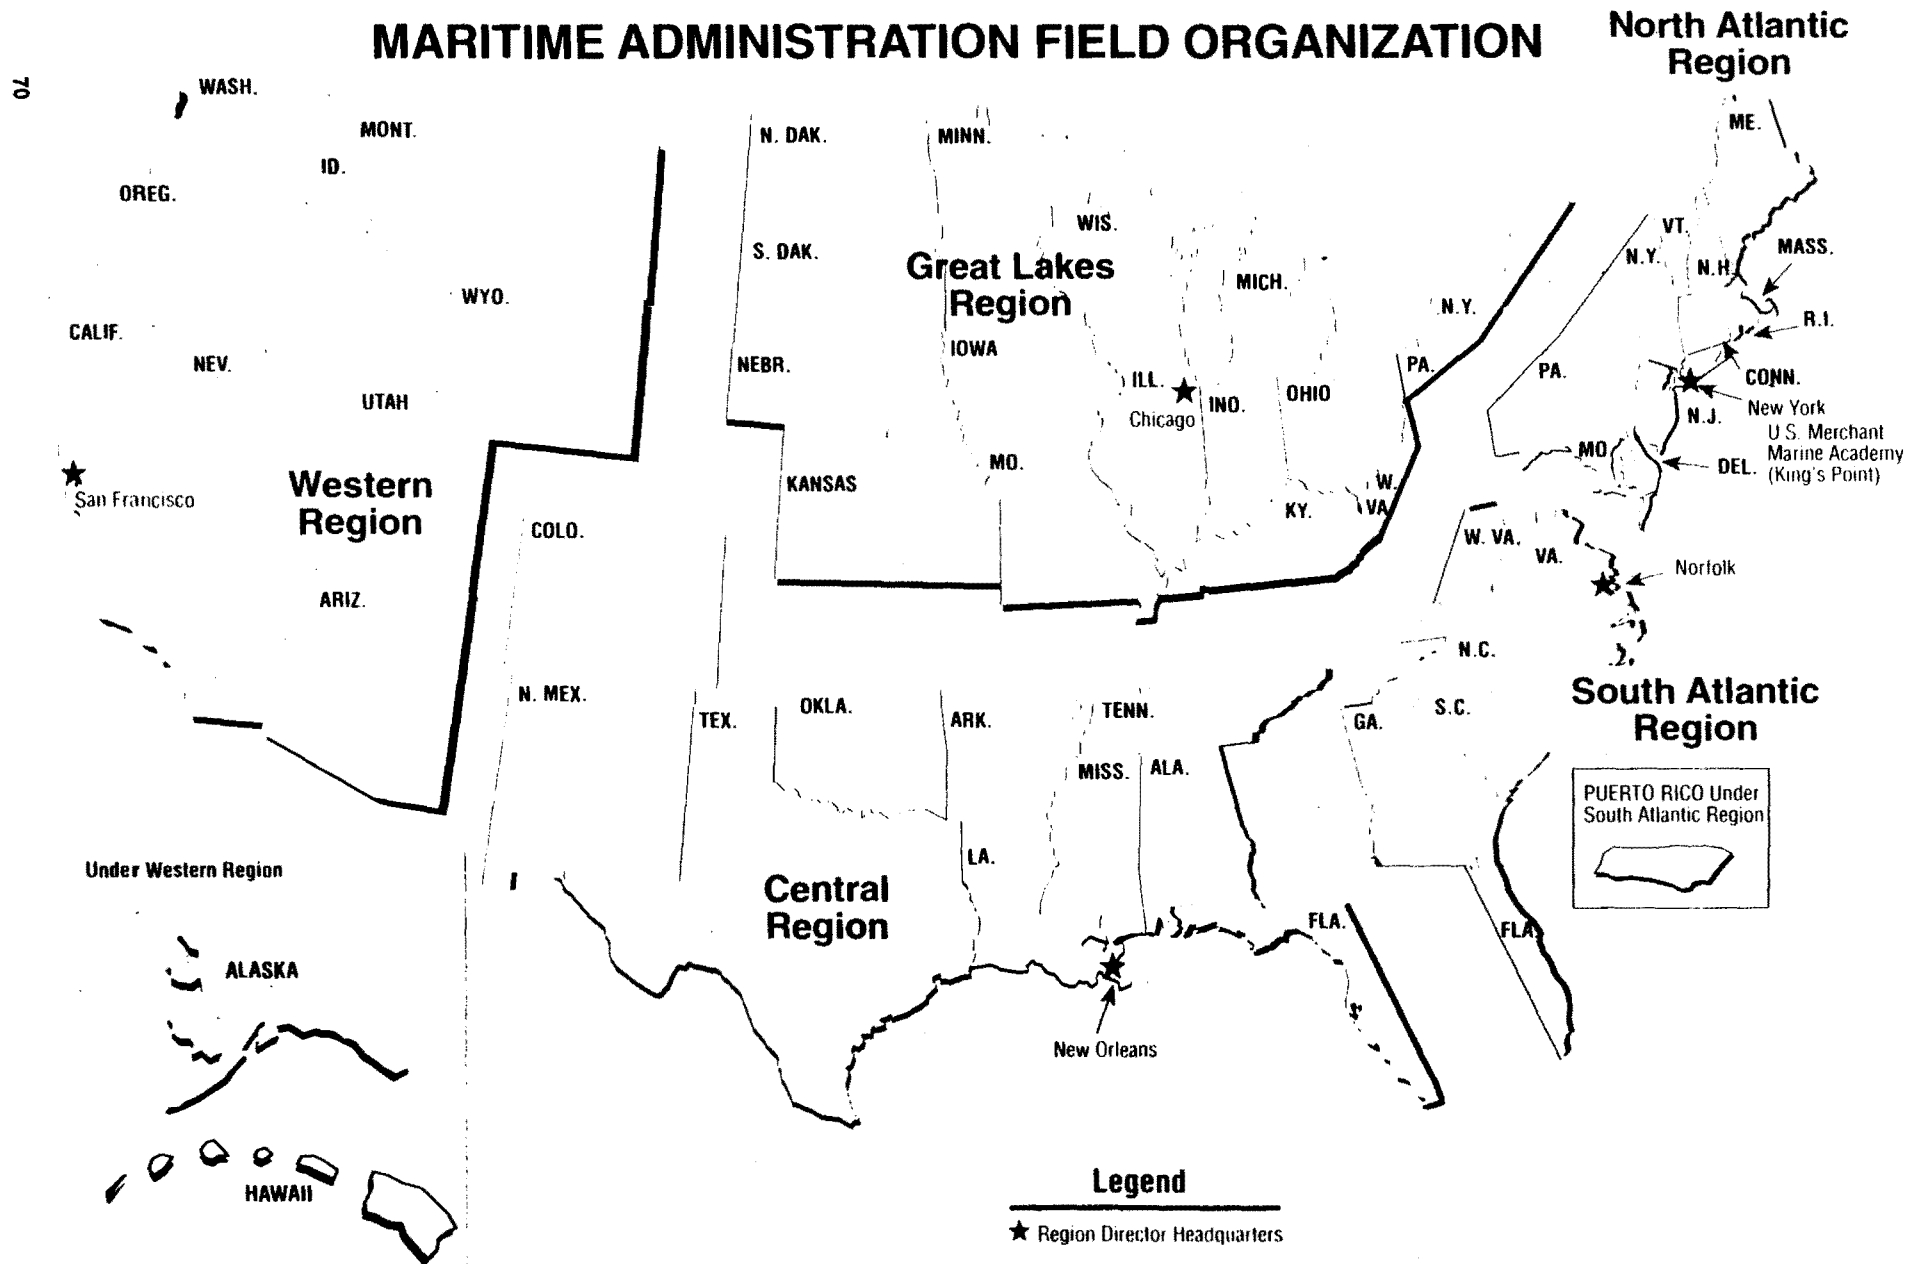 MARITIME ADMINISTRATION FIELD ORGANIZATION
70
North Atlantic
Region
WASH.
MONT.
ID.
OREG.
WYO.
CALIF.
NEV.
UTAH
San Francisco
Western
Region
ARIZ.
N. DAK.
MINN.
WIS.
S. DAK.
Great Lakes
Region
MICH.
N.Y.
IOWA
NEBR.
PA.
ILL.
INO.
OHIO
Chicago
MO.
KANSAS
KY.
W.
VA.
ME.
VT.
N.Y.
N.H.
MASS.
R.I.
PA.
CONN.
N.J.
New York
U.S. Merchant
Marine Academy
(King's Point)
MO
DEL.
W. VA.
VA.
Norfolk
N.C.
S.C.
GA.
South Atlantic
Region
FLA.
PUERTO RICO Under
South Atlantic Region
COLO.
N. MEX.
TEX.
OKLA.
ARK.
TENN.
MISS.
ALA.
LA.
Central
Region
FLA.
New Orleans
Under Western Region
ALASKA
HAWAII
Legend
★ Region Director Headquarters